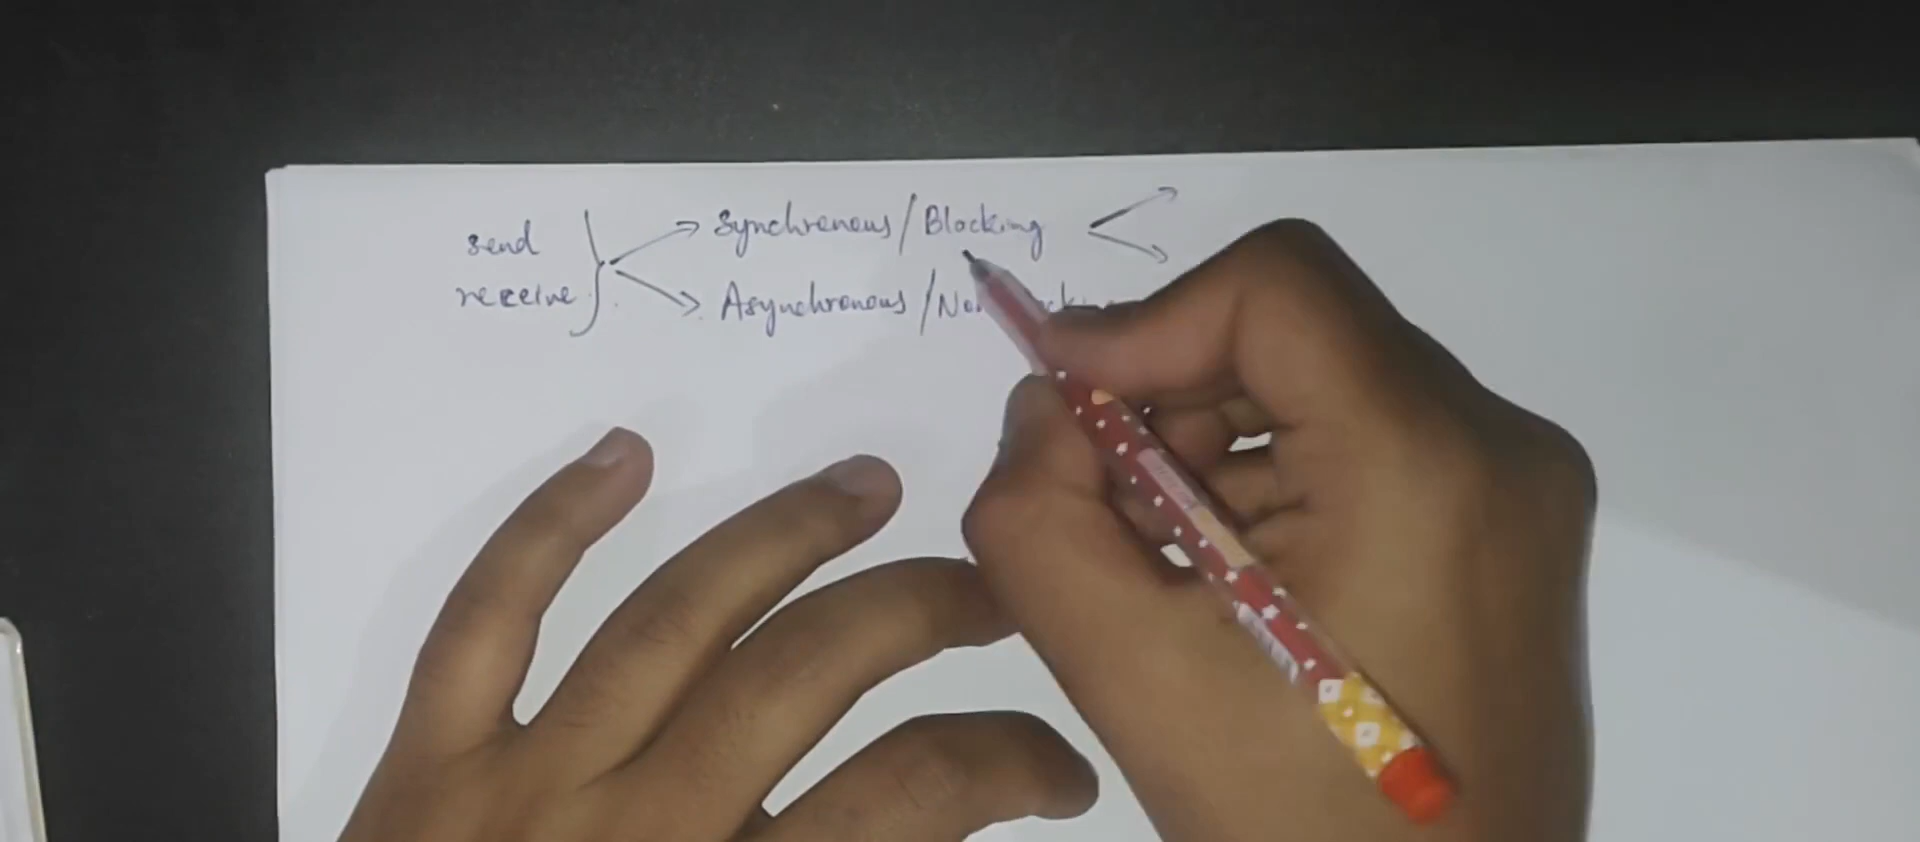 send
receive
Synchronous / Blocking
Asynchronous /